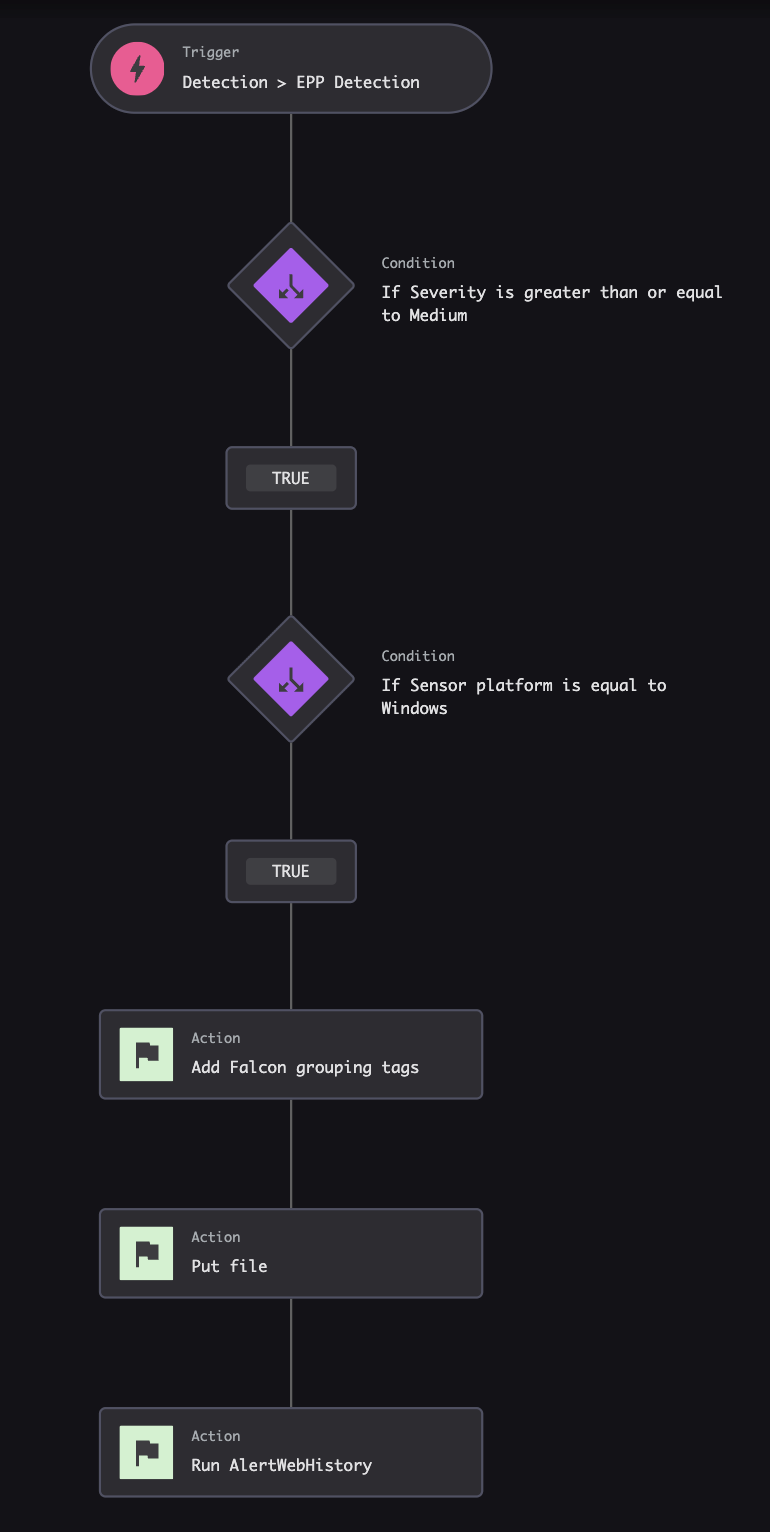 Trigger
Detection > EPP Detection
Condition
If Severity is greater than or equal
to Medium
TRUE
Condition
If Sensor platform is equal to
Windows
TRUE
Action
Add Falcon grouping tags
Action
Put file
Action
Run AlertWebHistory